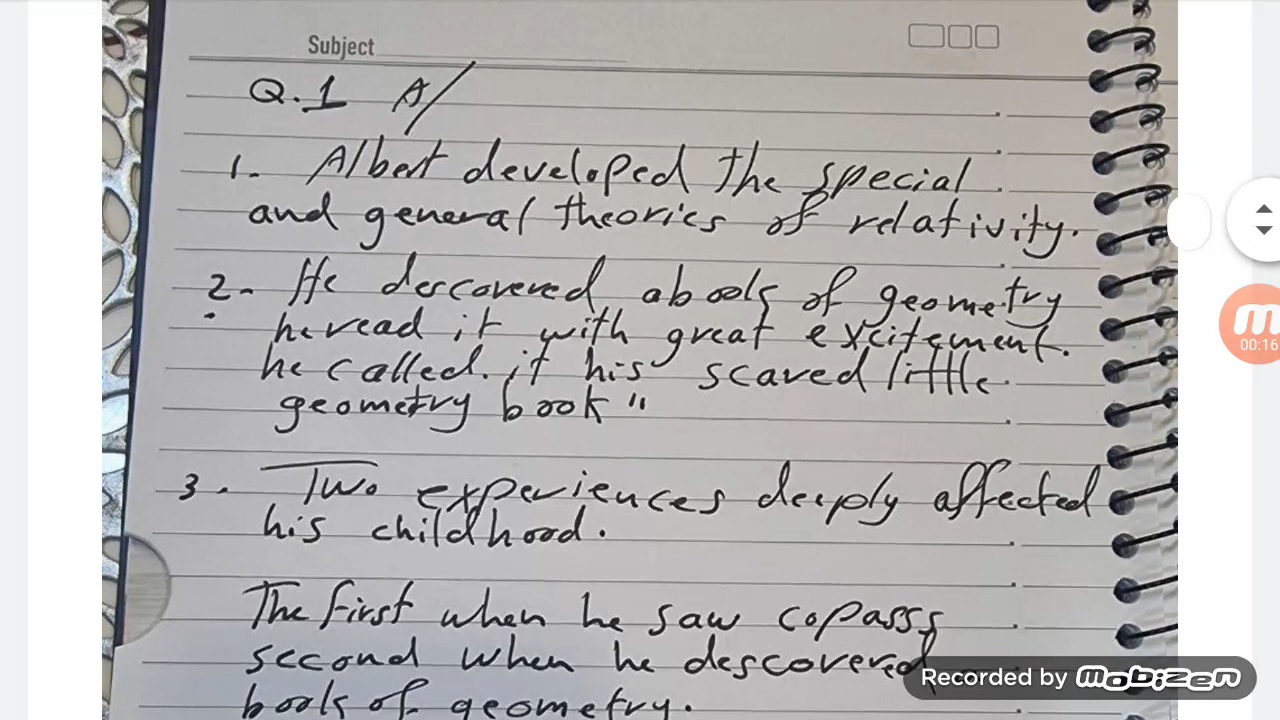 Subject
Q.1 A/
1- Albert developed the special
and general theories of relativity.
2- He descovered a book of geometry
he read it with great excitement.
he called it his scared little
geometry book "
3- Two experiences deeply affected
his childhood.
The first when he saw copass,
second when he descovered
book of geometry.
00:16
Recorded by mobizen